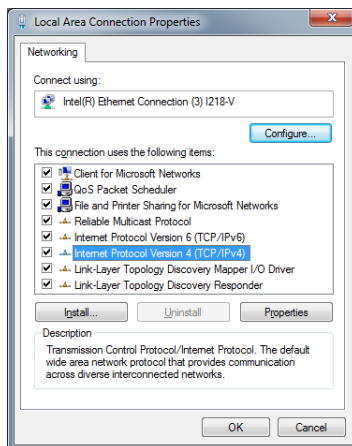 Local Area Connection Properties
Networking
Connect using:
Intel(R) Ethernet Connection (3) I218-V
Configure...
This connection uses the following items:
Client for Microsoft Networks
QoS Packet Scheduler
File and Printer Sharing for Microsoft Networks
Reliable Multicast Protocol
Internet Protocol Version 6 (TCP/IPv6)
Internet Protocol Version 4 (TCP/IPv4)
Link-Layer Topology Discovery Mapper I/O Driver
Link-Layer Topology Discovery Responder
Install... Uninstall Properties
Description
Transmission Control Protocol/Internet Protocol. The default
wide area network protocol that provides communication
across diverse interconnected networks.
OK Cancel